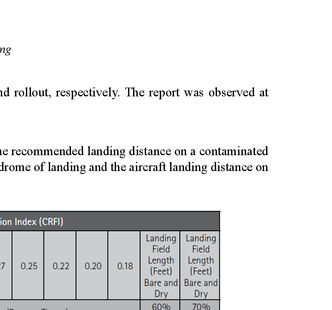 ng
nd rollout, respectively. The report was observed at
he recommended landing distance on a contaminated
drome of landing and the aircraft landing distance on
ion Index (CRFI)
27 0.25 0.22 0.20 0.18 Landing Field Length (Feet) Bare and Dry Landing Field Length (Feet) Bare and Dry
60% 70%